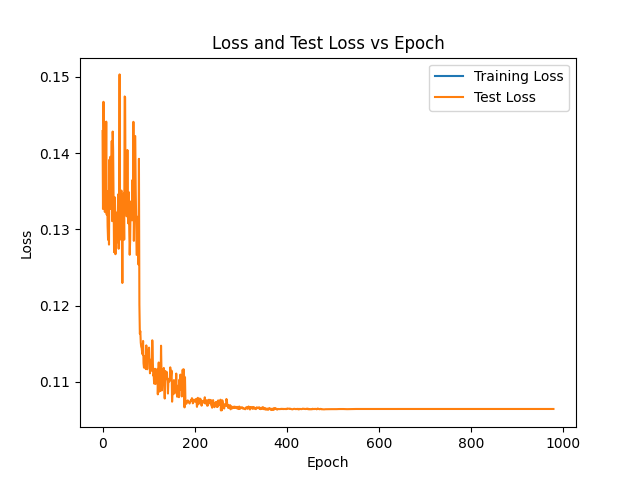 Loss and Test Loss vs Epoch
Training Loss
Test Loss
0.15
0.14
0.13
0.12
0.11
Loss
0 200 400 600 800 1000
Epoch